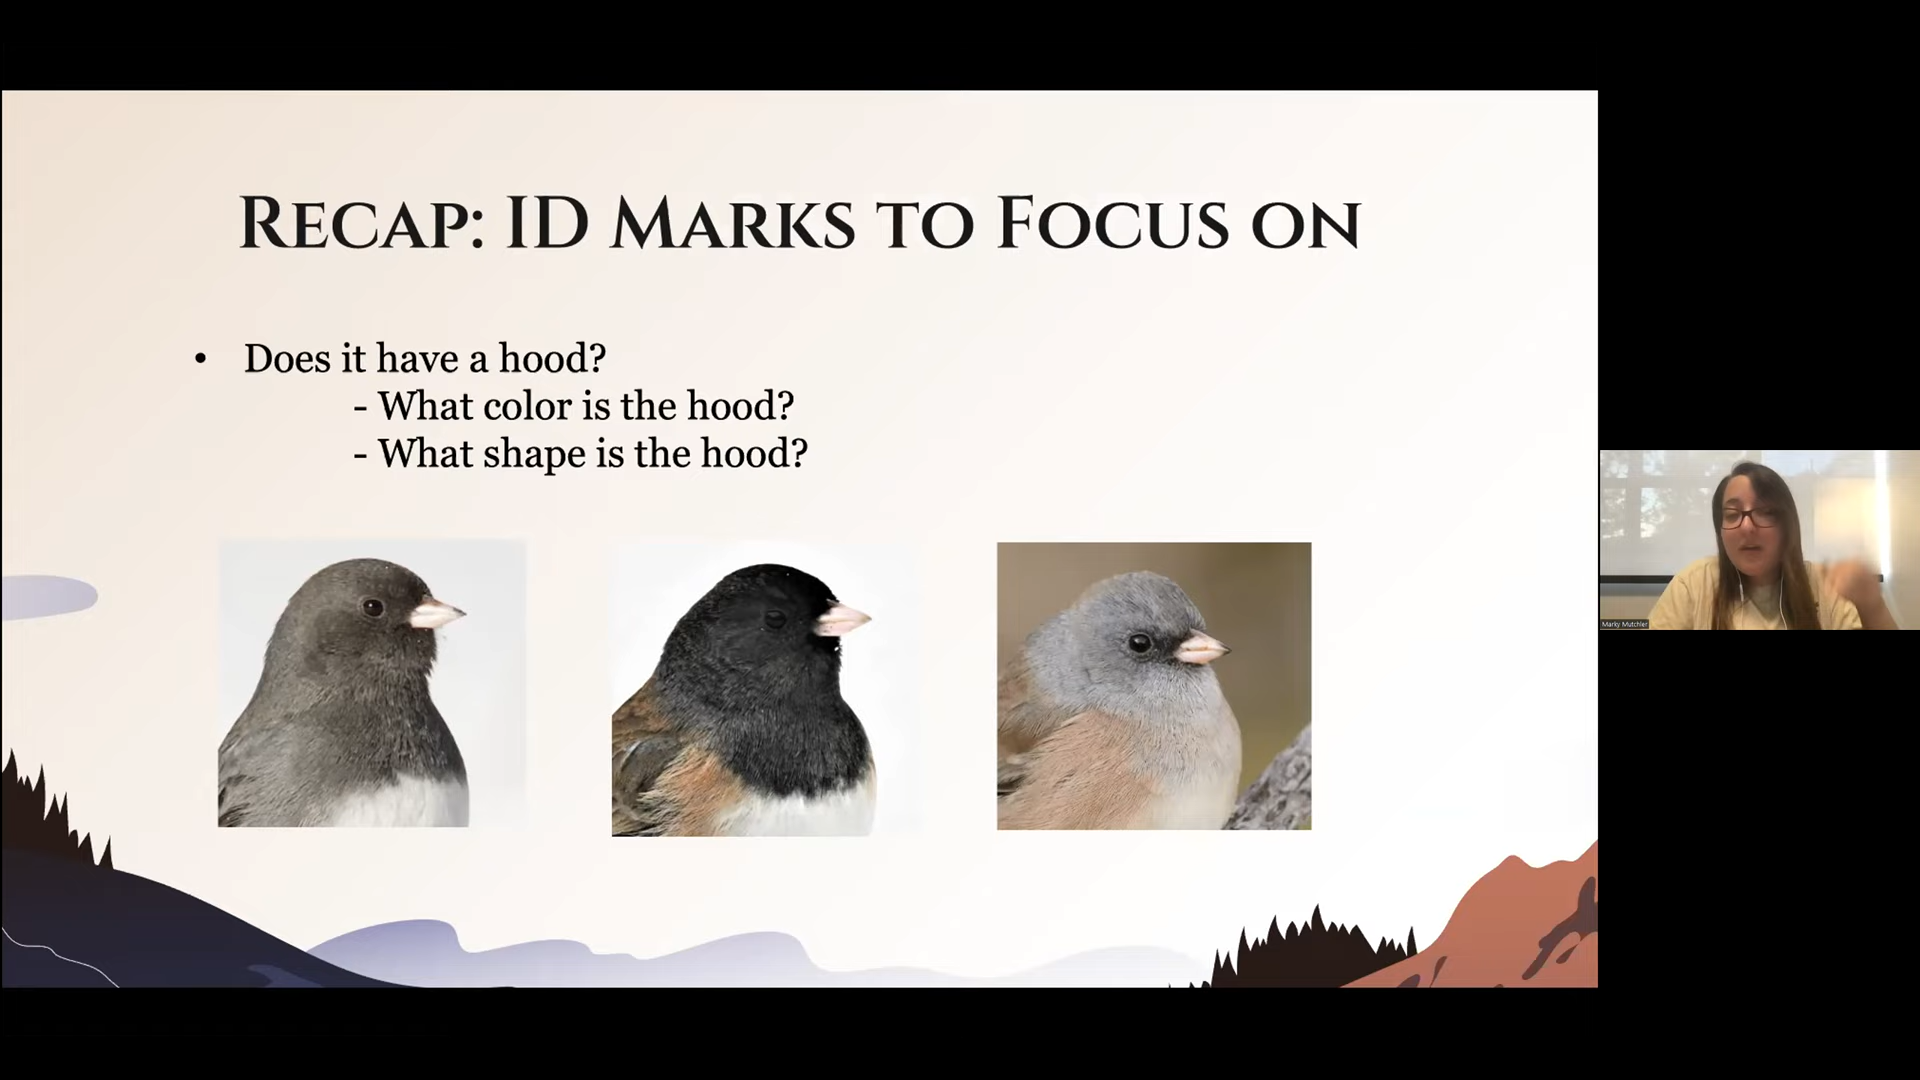 Recap: ID Marks to Focus on
• Does it have a hood?
- What color is the hood?
- What shape is the hood?
Marky Mutchler